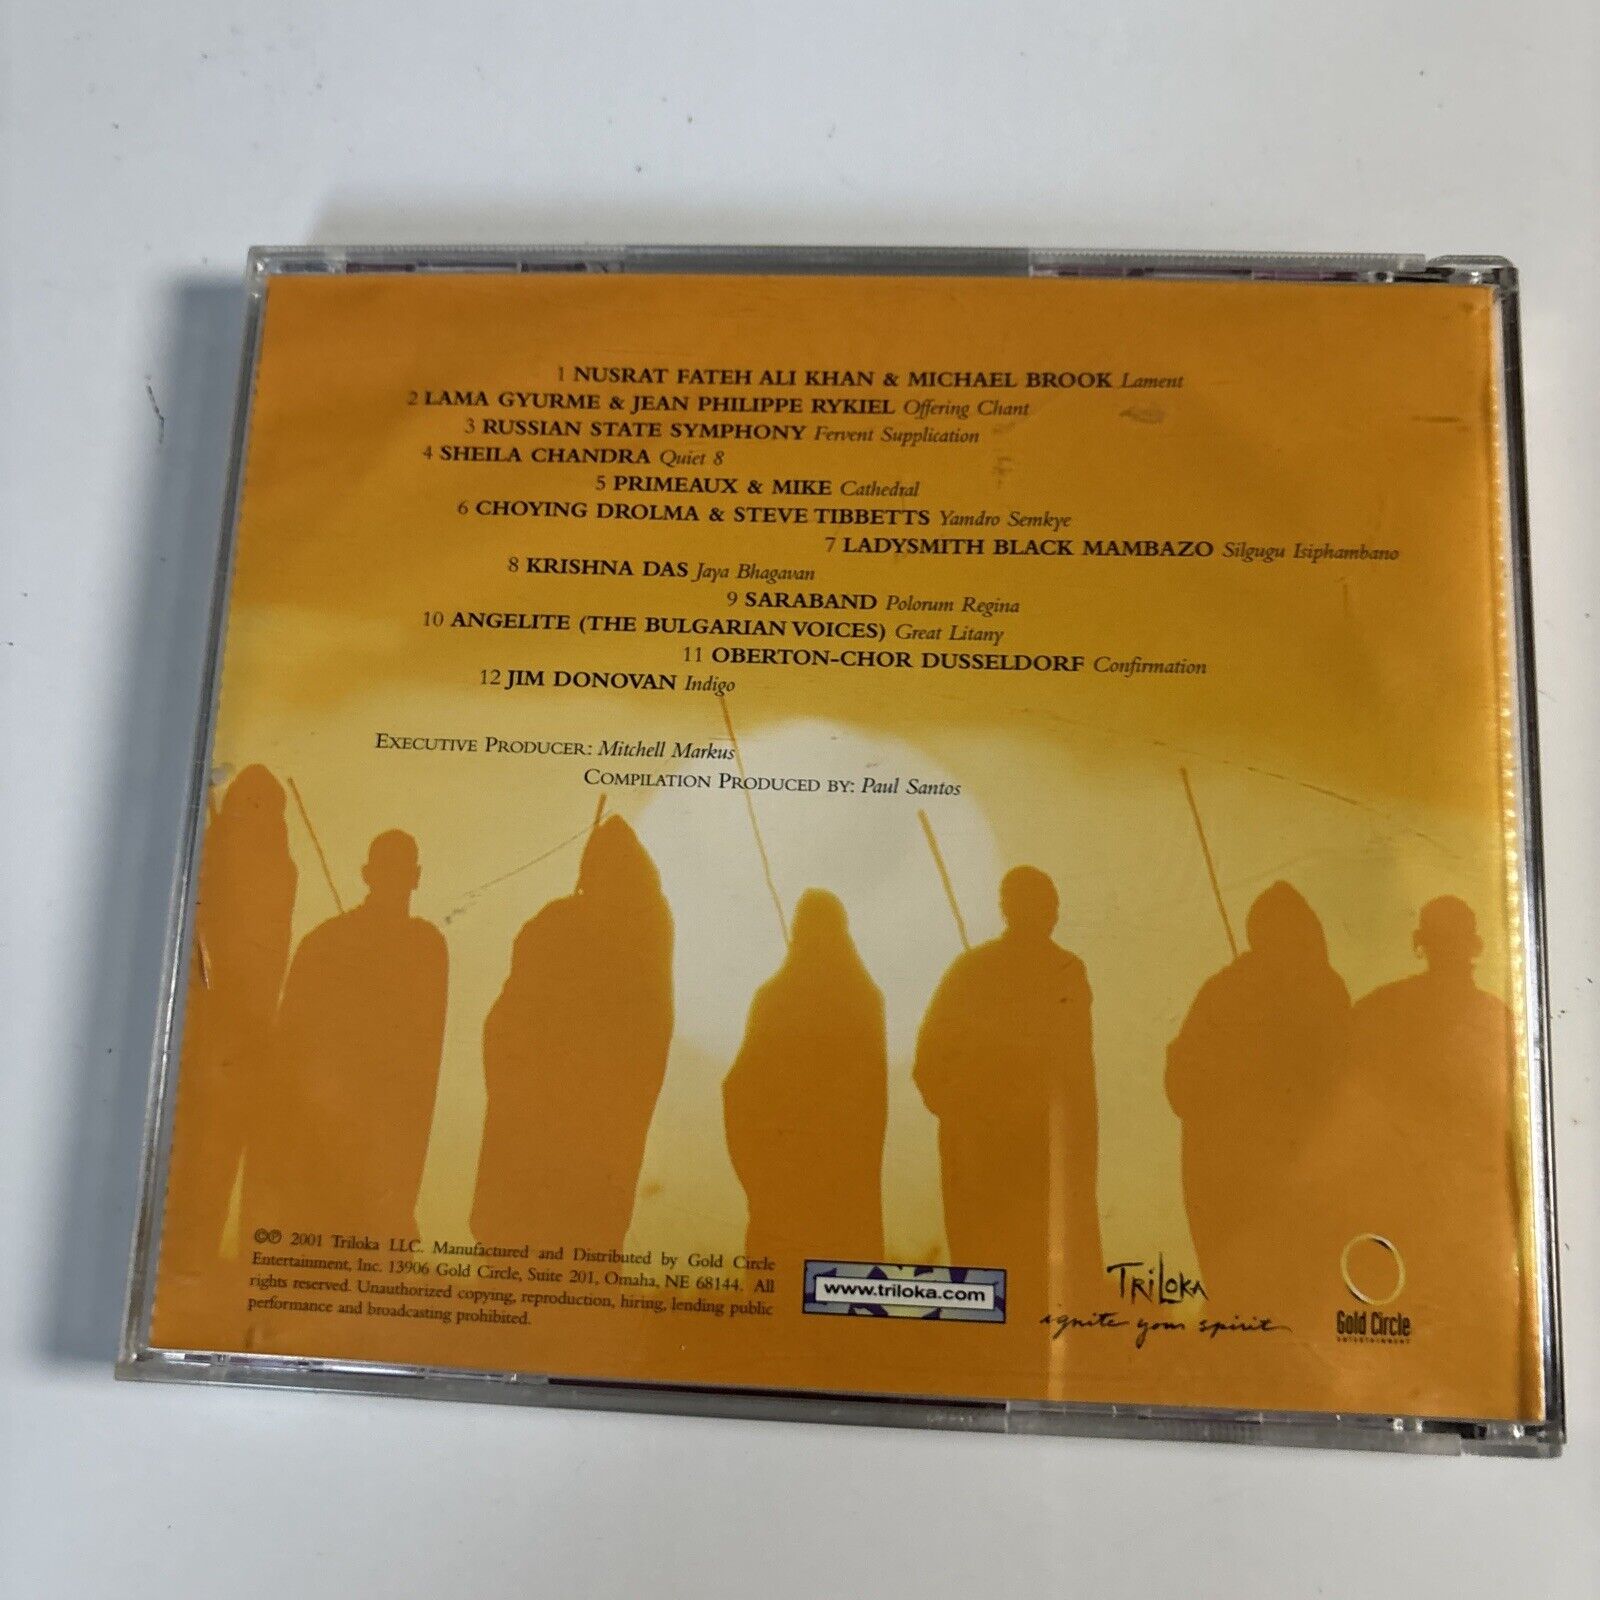 1 NUSRAT FATEH ALI KHAN & MICHAEL BROOK Lament
2 LAMA GYURME & JEAN PHILIPPE RYKIEL Offering Chant
3 RUSSIAN STATE SYMPHONY Fervent Supplication
4 SHEILA CHANDRA Quiet 8
5 PRIMEAUX & MIKE Cathedral
6 CHOYING DROLMA & STEVE TIBBETTS Yamdro Semkye
7 LADYSMITH BLACK MAMBAZO Silgugu Isiphambano
8 KRISHNA DAS Jaya Bhagavan
9 SARABAND Polorum Regina
10 ANGELITE (THE BULGARIAN VOICES) Great Litany
11 OBERTON-CHOR DUSSELDORF Confirmation
12 JIM DONOVAN Indigo
EXECUTIVE PRODUCER: Mitchell Markus
COMPILATION PRODUCED BY: Paul Santos
©℗ 2001 Triloka LLC. Manufactured and Distributed by Gold Circle
Entertainment, Inc. 13906 Gold Circle, Suite 201, Omaha, NE 68144. All
rights reserved. Unauthorized copying, reproduction, hiring, lending public
performance and broadcasting prohibited.
www.triloka.com
TRILOKA
ignite your spirit
Gold Circle
ENTERTAINMENT